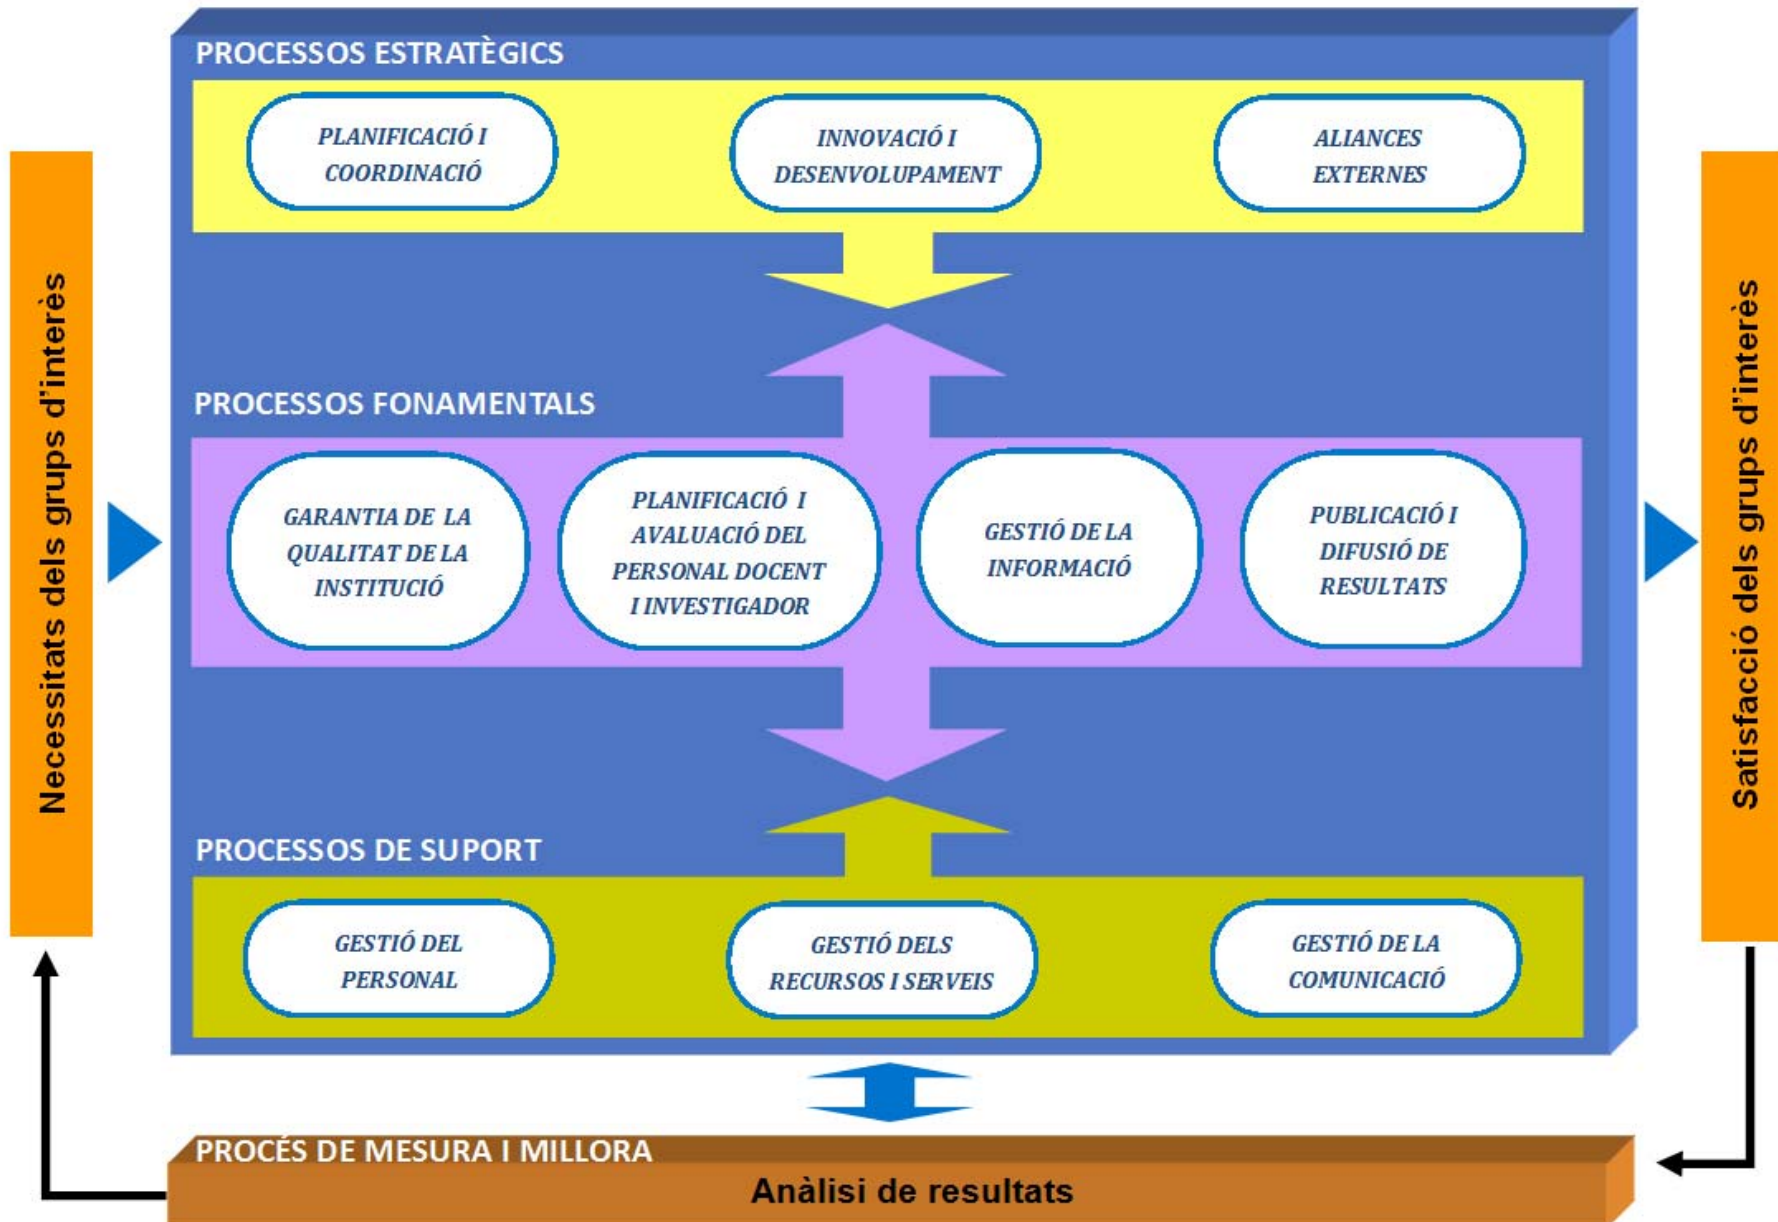 PROCESSOS ESTRATÈGICS
PLANIFICACIÓ I
COORDINACIÓ
INNOVACIÓ I
DESENVOLUPAMENT
ALIANCES
EXTERNES
Necessitats dels grups d'interès
PROCESSOS FONAMENTALS
GARANTIA DE LA
QUALITAT DE LA
INSTITUCIÓ
PLANIFICACIÓ I
AVALUACIÓ DEL
PERSONAL DOCENT
I INVESTIGADOR
GESTIÓ DE LA
INFORMACIÓ
PUBLICACIÓ I
DIFUSIÓ DE
RESULTATS
Satisfacció dels grups d'interès
PROCESSOS DE SUPORT
GESTIÓ DEL
PERSONAL
GESTIÓ DELS
RECURSOS I SERVEIS
GESTIÓ DE LA
COMUNICACIÓ
PROCÉS DE MESURA I MILLORA
Anàlisi de resultats